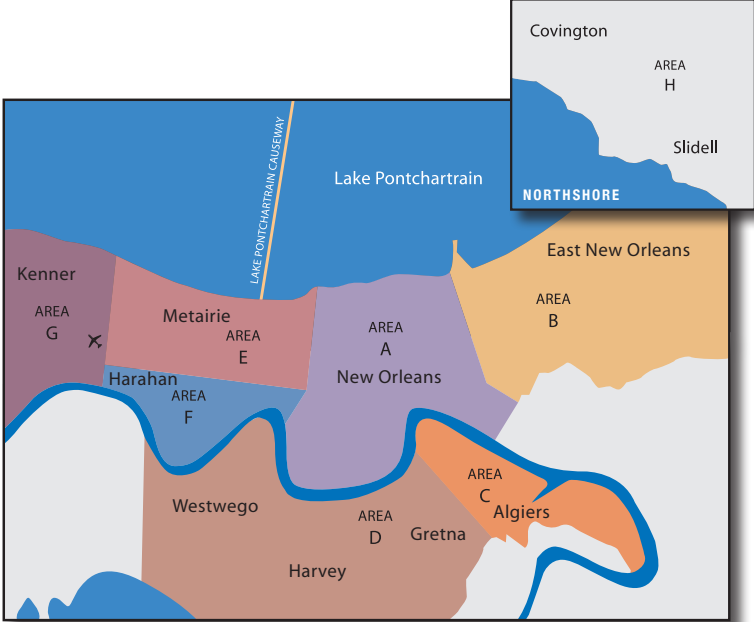 Covington
AREA
H
Slidell
NORTHSHORE
LAKE PONTCHARTRAIN CAUSEWAY
Lake Pontchartrain
East New Orleans
AREA
B
Kenner
AREA
G
Metairie
AREA
E
AREA
A
New Orleans
Harahan
AREA
F
AREA
C
Algiers
Westwego
AREA
D
Gretna
Harvey